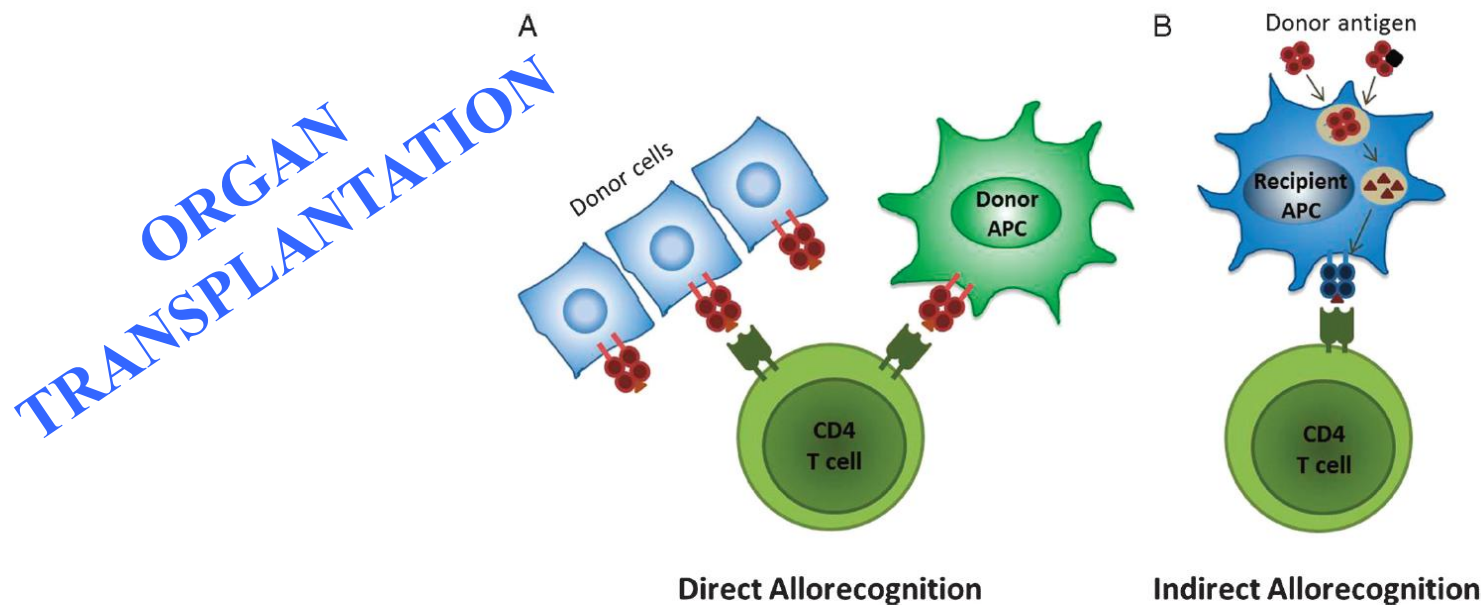 ORGAN
TRANSPLANTATION
A
Donor cells
Donor
APC
CD4
T cell
Direct Allorecognition
B
Donor antigen
Recipient
APC
CD4
T cell
Indirect Allorecognition